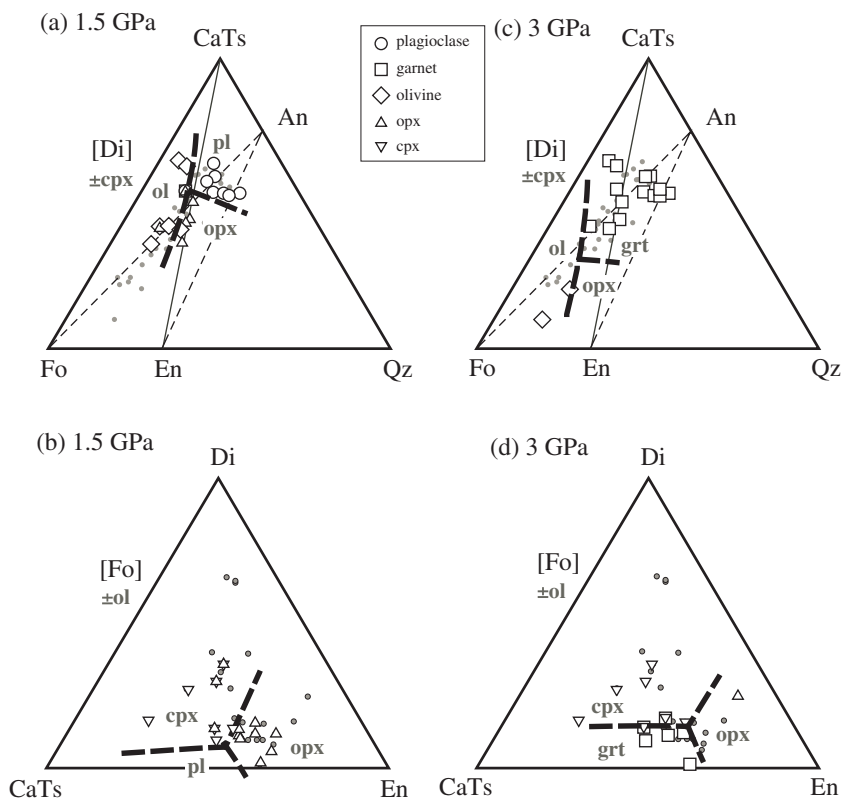 (a) 1.5 GPa
CaTs
An
[Di]
±cpx
pl
ol
opx
Fo
En
Qz
plagioclase
garnet
olivine
opx
cpx
(c) 3 GPa
CaTs
An
[Di]
±cpx
ol
grt
opx
Fo
En
Qz
(b) 1.5 GPa
Di
[Fo]
±ol
cpx
opx
pl
CaTs
En
(d) 3 GPa
Di
[Fo]
±ol
cpx
opx
grt
CaTs
En